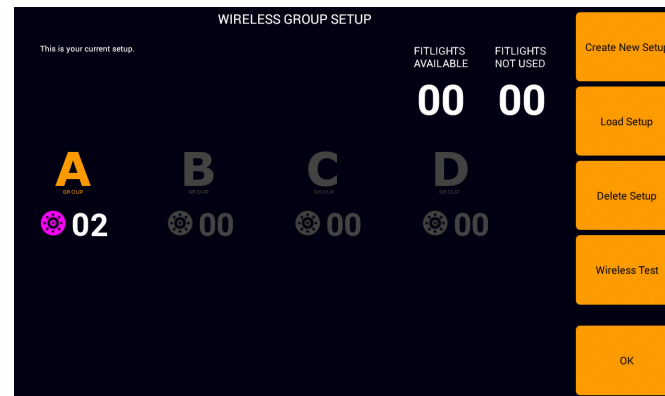 WIRELESS GROUP SETUP
This is your current setup.
FITLIGHTS AVAILABLE
FITLIGHTS NOT USED
00
00
A
GROUP
02
B
GROUP
00
C
GROUP
00
D
GROUP
00
Create New Setup
Load Setup
Delete Setup
Wireless Test
OK